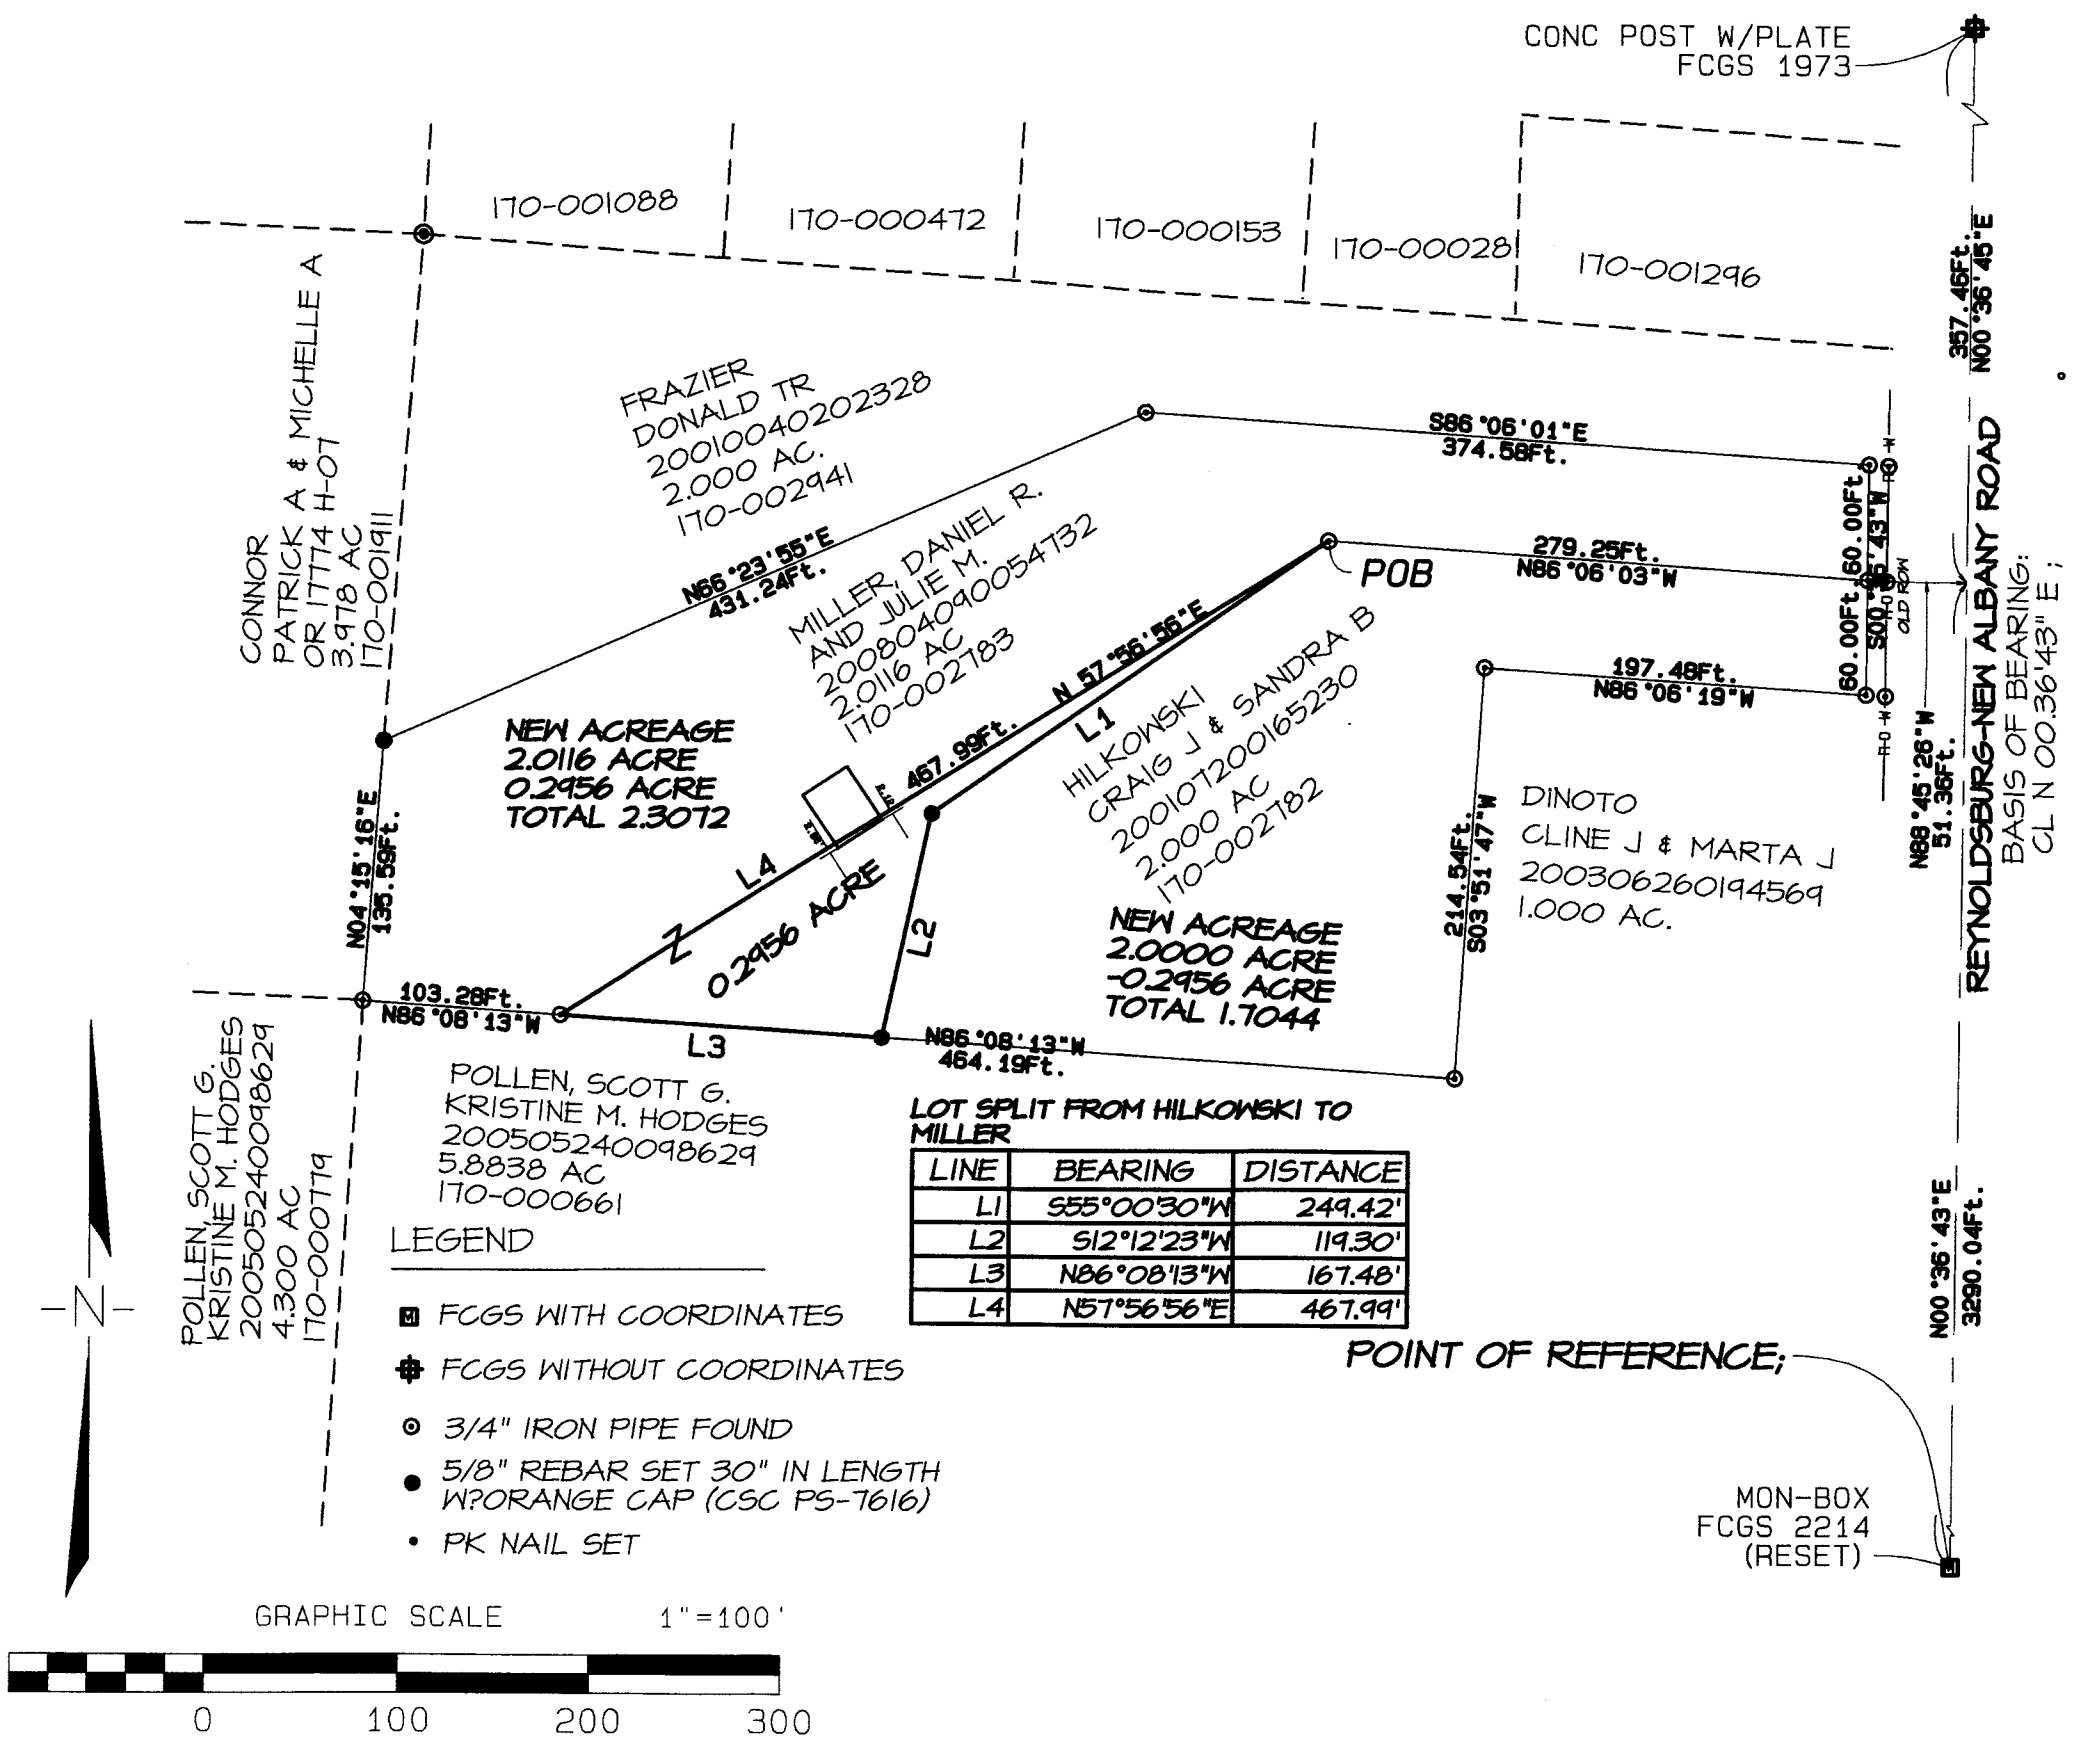 CONC POST W/PLATE
FCGS 1973
170-001088
170-000472
170-000153
170-00028
170-001296
357.46Ft.
N00°36'45"E
CONNOR
PATRICK A & MICHELLE A
OR 17774 H-07
3.978 AC
170-001911
FRAZIER
DONALD TR
20010040202328
2.000 AC.
170-002941
S86°06'01"E
374.58Ft.
N66°23'55"E
431.24Ft.
MILLER, DANIEL R.
AND JULIE M.
200804090054732
2.0116 AC
170-002783
279.25Ft.
N86°06'03"W
POB
60.00Ft.
60.00Ft.
R-O-W
OLD ROW
R-O-W
REYNOLDSBURG-NEW ALBANY ROAD
BASIS OF BEARING:
CL N 00.36'43" E ;
N 57°56'56"E
467.99Ft.
L1
HILKOWSKI
CRAIG J & SANDRA B
200107200165230
2.000 AC
170-002782
197.48Ft.
N86°06'19"W
N88°45'26"W
51.36Ft.
NEW ACREAGE
2.0116 ACRE
0.2956 ACRE
TOTAL 2.3072
N04°15'16"E
135.59Ft.
L4
0.2956 ACRE
Z
L2
214.54Ft.
S03°51'47"W
DINOTO
CLINE J & MARTA J
200306260194569
1.000 AC.
NEW ACREAGE
2.0000 ACRE
-0.2956 ACRE
TOTAL 1.7044
103.28Ft.
N86°08'13"W
L3
N86°08'13"W
464.19Ft.
POLLEN, SCOTT G.
KRISTINE M. HODGES
200505240098629
4.300 AC
170-000779
POLLEN, SCOTT G.
KRISTINE M. HODGES
200505240098629
5.8838 AC
170-000661
LOT SPLIT FROM HILKOWSKI TO
MILLER
LINE BEARING DISTANCE
L1 S55°00'30"W 249.42'
L2 S12°12'23"W 119.30'
L3 N86°08'13"W 167.48'
L4 N57°56'56"E 467.99'
N00°36'43"E
3290.04Ft.
POINT OF REFERENCE;
LEGEND
M FCGS WITH COORDINATES
FCGS WITHOUT COORDINATES
3/4" IRON PIPE FOUND
5/8" REBAR SET 30" IN LENGTH
W?ORANGE CAP (CSC PS-7616)
PK NAIL SET
N
MON-BOX
FCGS 2214
(RESET)
M
GRAPHIC SCALE 1"=100'
0 100 200 300